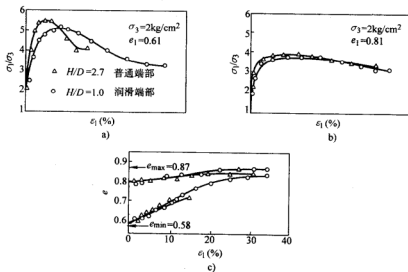 σ₃=2kg/cm²
e₁=0.61
σ₁/σ₃
6
5
4
3
2
1
△ H/D=2.7 普通端部
○ H/D=1.0 润滑端部
ε₁(%)
a)
σ₃=2kg/cm²
e₁=0.81
σ₁/σ₃
6
5
4
3
2
1
ε₁(%)
b)
e
0.9
0.8
0.7
0.6
emax=0.87
emin=0.58
0 10 20 30 40
ε₁(%)
c)